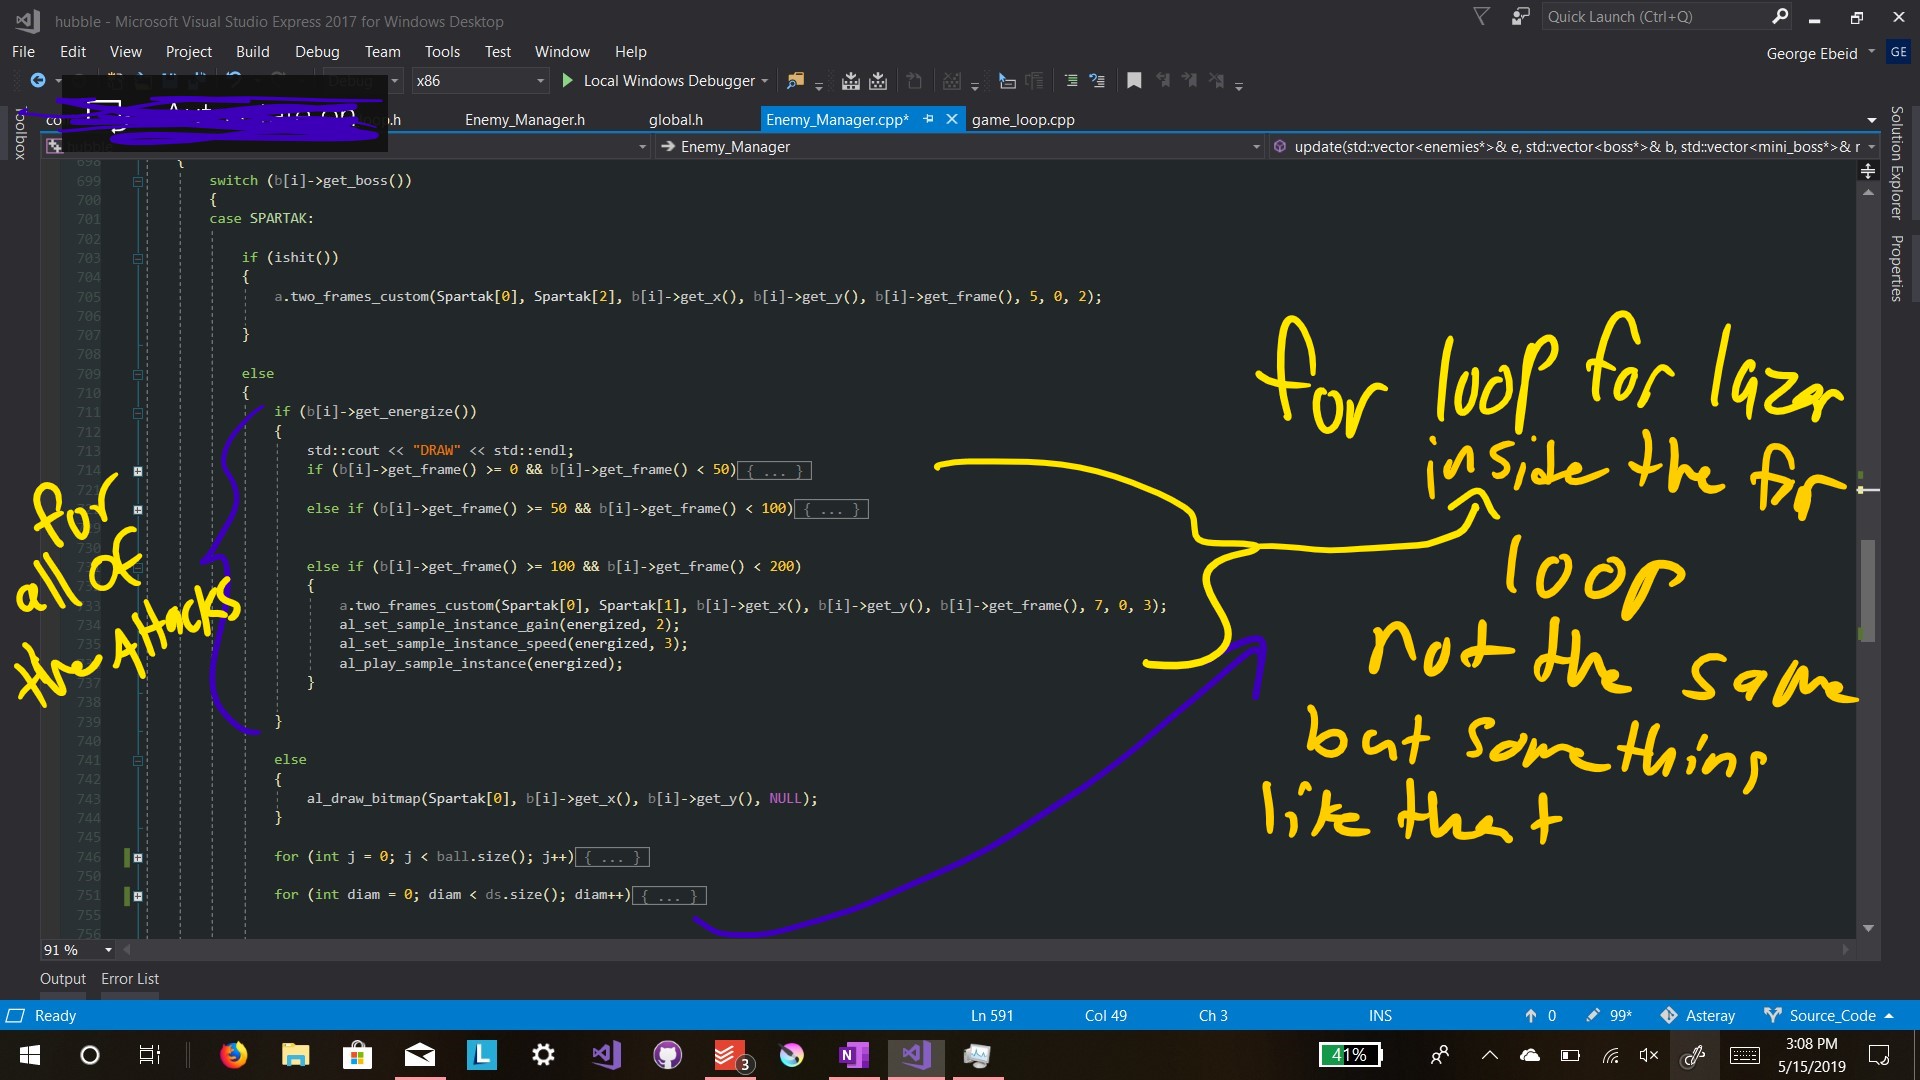 hubble - Microsoft Visual Studio Express 2017 for Windows Desktop
Quick Launch (Ctrl+Q)
File Edit View Project Build Debug Team Tools Test Window Help
George Ebeid GE
Debug x86 Local Windows Debugger
Enemy_Manager.h global.h Enemy_Manager.cpp* game_loop.cpp
Enemy_Manager update(std::vector<enemies*>& e, std::vector<boss*>& b, std::vector<mini_boss*>& r
Toolbox
Solution Explorer
Properties
698 {
699 switch (b[i]->get_boss())
700 {
701 case SPARTAK:
702
703 if (ishit())
704 {
705 a.two_frames_custom(Spartak[0], Spartak[2], b[i]->get_x(), b[i]->get_y(), b[i]->get_frame(), 5, 0, 2);
706
707 }
708
709 else
710 {
711 if (b[i]->get_energize())
712 {
713 std::cout << "DRAW" << std::endl;
714 if (b[i]->get_frame() >= 0 && b[i]->get_frame() < 50){ ... }
721
else if (b[i]->get_frame() >= 50 && b[i]->get_frame() < 100){ ... }
729
730
else if (b[i]->get_frame() >= 100 && b[i]->get_frame() < 200)
{
733 a.two_frames_custom(Spartak[0], Spartak[1], b[i]->get_x(), b[i]->get_y(), b[i]->get_frame(), 7, 0, 3);
734 al_set_sample_instance_gain(energized, 2);
735 al_set_sample_instance_speed(energized, 3);
al_play_sample_instance(energized);
737 }
738
739 }
740
741 else
742 {
743 al_draw_bitmap(Spartak[0], b[i]->get_x(), b[i]->get_y(), NULL);
744 }
745
746 for (int j = 0; j < ball.size(); j++){ ... }
750
751 for (int diam = 0; diam < ds.size(); diam++){ ... }
755
756
for
all of
the Attacks
for loop for lazer
inside the for
loop
not the same
but something
like that
91 %
Output Error List
Ready Ln 591 Col 49 Ch 3 INS 0 99* Asteray Source_Code
41% 3:08 PM
3 5/15/2019